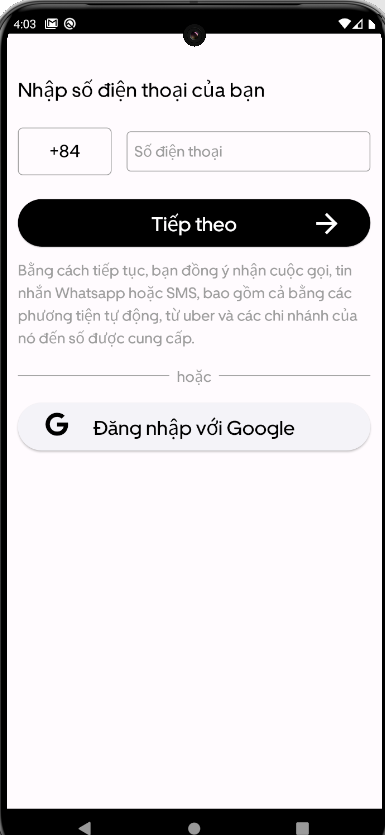 4:03
Nhập số điện thoại của bạn
+84
Số điện thoại
Tiếp theo
Bằng cách tiếp tục, bạn đồng ý nhận cuộc gọi, tin
nhắn Whatsapp hoặc SMS, bao gồm cả bằng các
phương tiện tự động, từ uber và các chi nhánh của
nó đến số được cung cấp.
hoặc
G Đăng nhập với Google